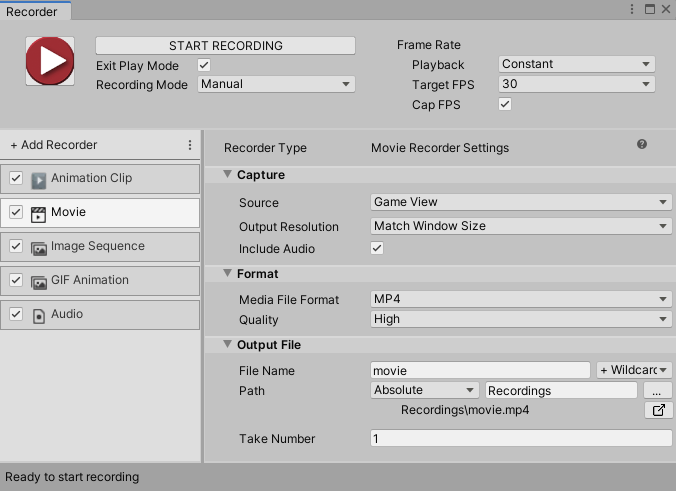 Recorder
START RECORDING
Exit Play Mode
Recording Mode Manual
Frame Rate
Playback Constant
Target FPS 30
Cap FPS
+ Add Recorder
Animation Clip
Movie
Image Sequence
GIF Animation
Audio
Recorder Type Movie Recorder Settings
Capture
Source Game View
Output Resolution Match Window Size
Include Audio
Format
Media File Format MP4
Quality High
Output File
File Name movie + Wildcarc
Path Absolute Recordings ...
Recordings\movie.mp4
Take Number 1
Ready to start recording